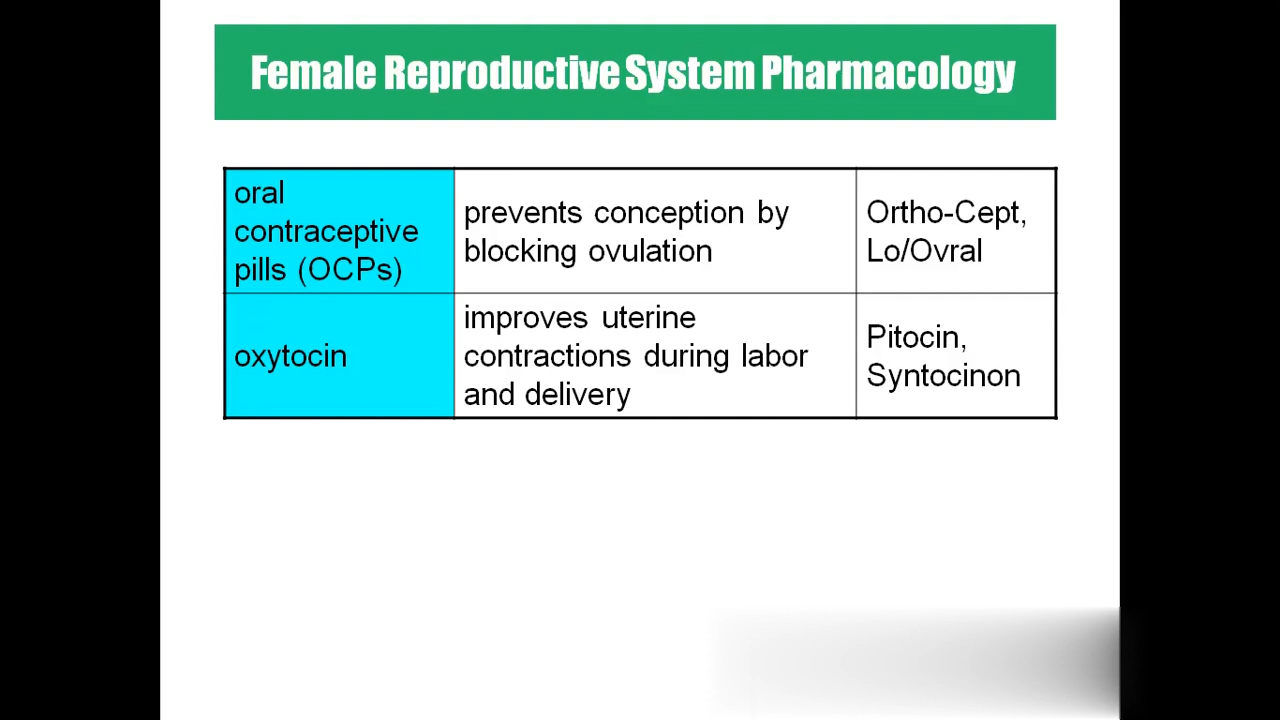 Female Reproductive System Pharmacology
oral
contraceptive
pills (OCPs)
prevents conception by
blocking ovulation
Ortho-Cept,
Lo/Ovral
oxytocin
improves uterine
contractions during labor
and delivery
Pitocin,
Syntocinon